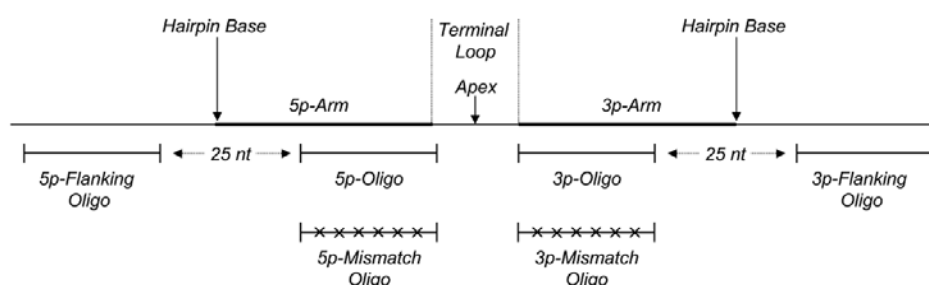 Hairpin Base
Terminal
Loop
Hairpin Base
Apex
5p-Arm
3p-Arm
25 nt
25 nt
5p-Flanking
Oligo
5p-Oligo
3p-Oligo
3p-Flanking
Oligo
5p-Mismatch
Oligo
3p-Mismatch
Oligo